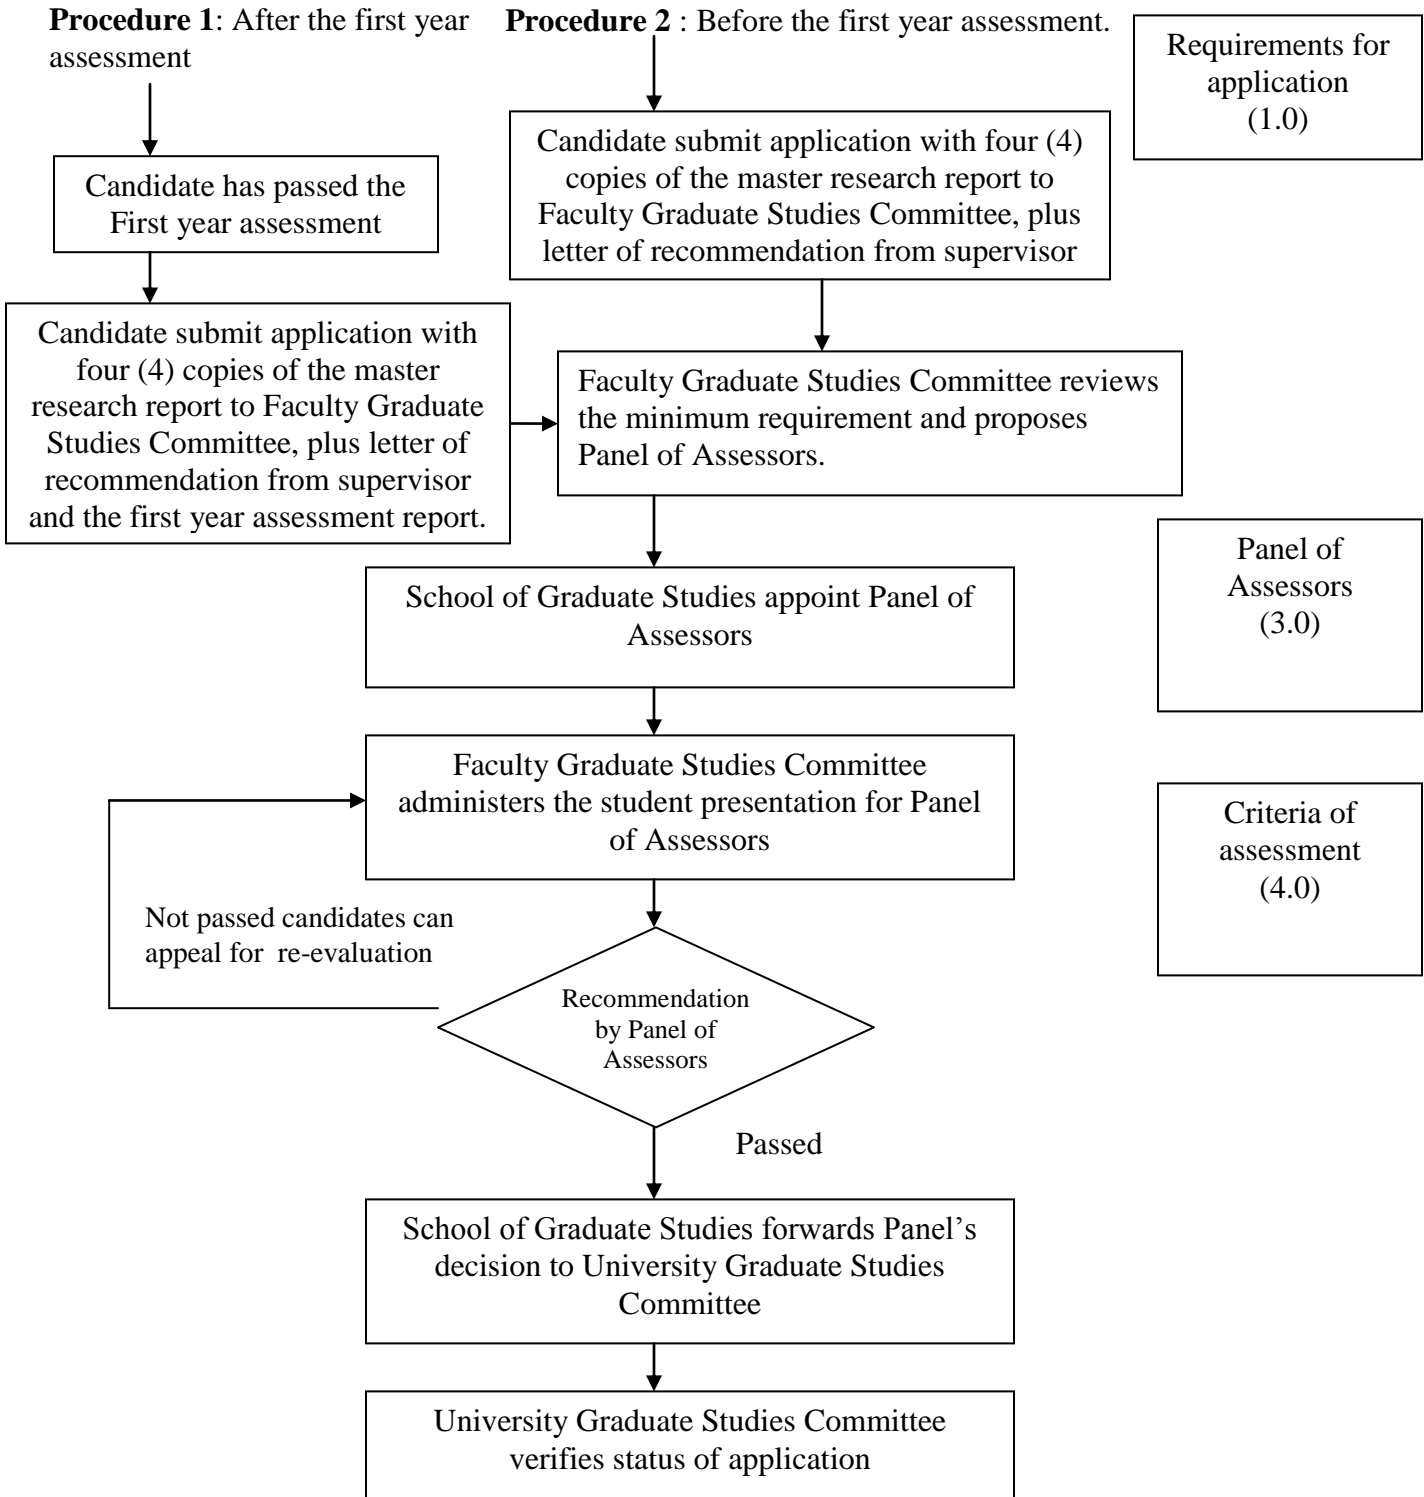 Procedure 1: After the first year
assessment
Procedure 2 : Before the first year assessment.
Requirements for
application
(1.0)
Candidate has passed the
First year assessment
Candidate submit application with four (4)
copies of the master research report to
Faculty Graduate Studies Committee, plus
letter of recommendation from supervisor
Candidate submit application with
four (4) copies of the master
research report to Faculty Graduate
Studies Committee, plus letter of
recommendation from supervisor
and the first year assessment report.
Faculty Graduate Studies Committee reviews
the minimum requirement and proposes
Panel of Assessors.
School of Graduate Studies appoint Panel of
Assessors
Panel of
Assessors
(3.0)
Faculty Graduate Studies Committee
administers the student presentation for Panel
of Assessors
Criteria of
assessment
(4.0)
Not passed candidates can
appeal for  re-evaluation
Recommendation
by Panel of
Assessors
Passed
School of Graduate Studies forwards Panel’s
decision to University Graduate Studies
Committee
University Graduate Studies Committee
verifies status of application